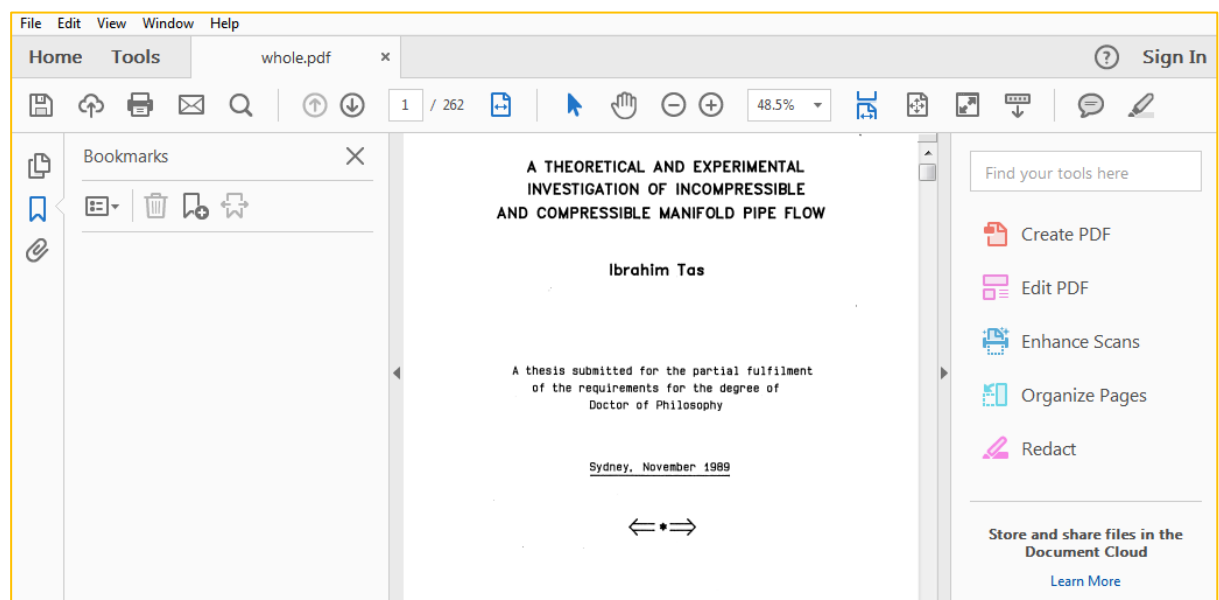 File Edit View Window Help
Home Tools whole.pdf × ? Sign In
1 / 262 48.5%
Bookmarks
A THEORETICAL AND EXPERIMENTAL
INVESTIGATION OF INCOMPRESSIBLE
AND COMPRESSIBLE MANIFOLD PIPE FLOW
Ibrahim Tas
A thesis submitted for the partial fulfilment
of the requirements for the degree of
Doctor of Philosophy
Sydney, November 1989
Find your tools here
Create PDF
Edit PDF
Enhance Scans
Organize Pages
Redact
Store and share files in the
Document Cloud
Learn More